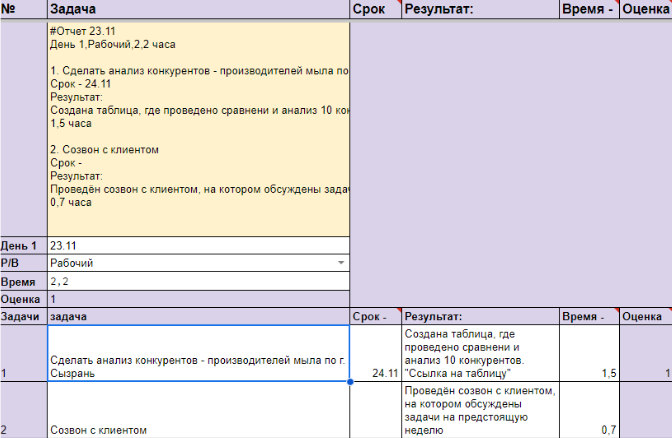 № Задача Срок Результат: Время - Оценка
#Отчет 23.11
День 1,Рабочий,2,2 часа
1. Сделать анализ конкурентов - производителей мыла по
Срок - 24.11
Результат:
Создана таблица, где проведено сравнени и анализ 10 кон
1,5 часа
2. Созвон с клиентом
Срок -
Результат:
Проведён созвон с клиентом, на котором обсуждены задач
0,7 часа
День 1 23.11
Р/В Рабочий
Время 2,2
Оценка 1
Задачи задача Срок - Результат: Время - Оценка
Создана таблица, где
проведено сравнени и
Сделать анализ конкурентов - производителей мыла по г. анализ 10 конкурентов.
1 Сызрань 24.11 "Ссылка на таблицу" 1,5 1
Проведён созвон с клиентом,
на котором обсуждены
задачи на предстоящую
2 Созвон с клиентом неделю 0,7